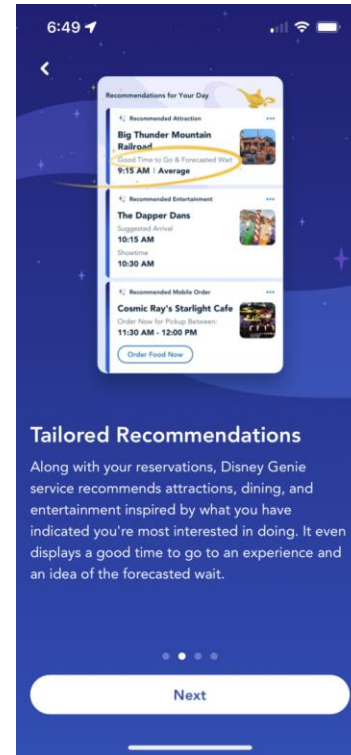 6:49
Recommendations for Your Day
Recommended Attraction
Big Thunder Mountain
Railroad
Good Time to Go & Forecasted Wait
9:15 AM | Average
Recommended Entertainment
The Dapper Dans
Suggested Arrival
10:15 AM
Showtime
10:30 AM
Recommended Mobile Order
Cosmic Ray's Starlight Cafe
Order Now for Pickup Between:
11:30 AM - 12:00 PM
Order Food Now
Tailored Recommendations
Along with your reservations, Disney Genie
service recommends attractions, dining, and
entertainment inspired by what you have
indicated you're most interested in doing. It even
displays a good time to go to an experience and
an idea of the forecasted wait.
Next